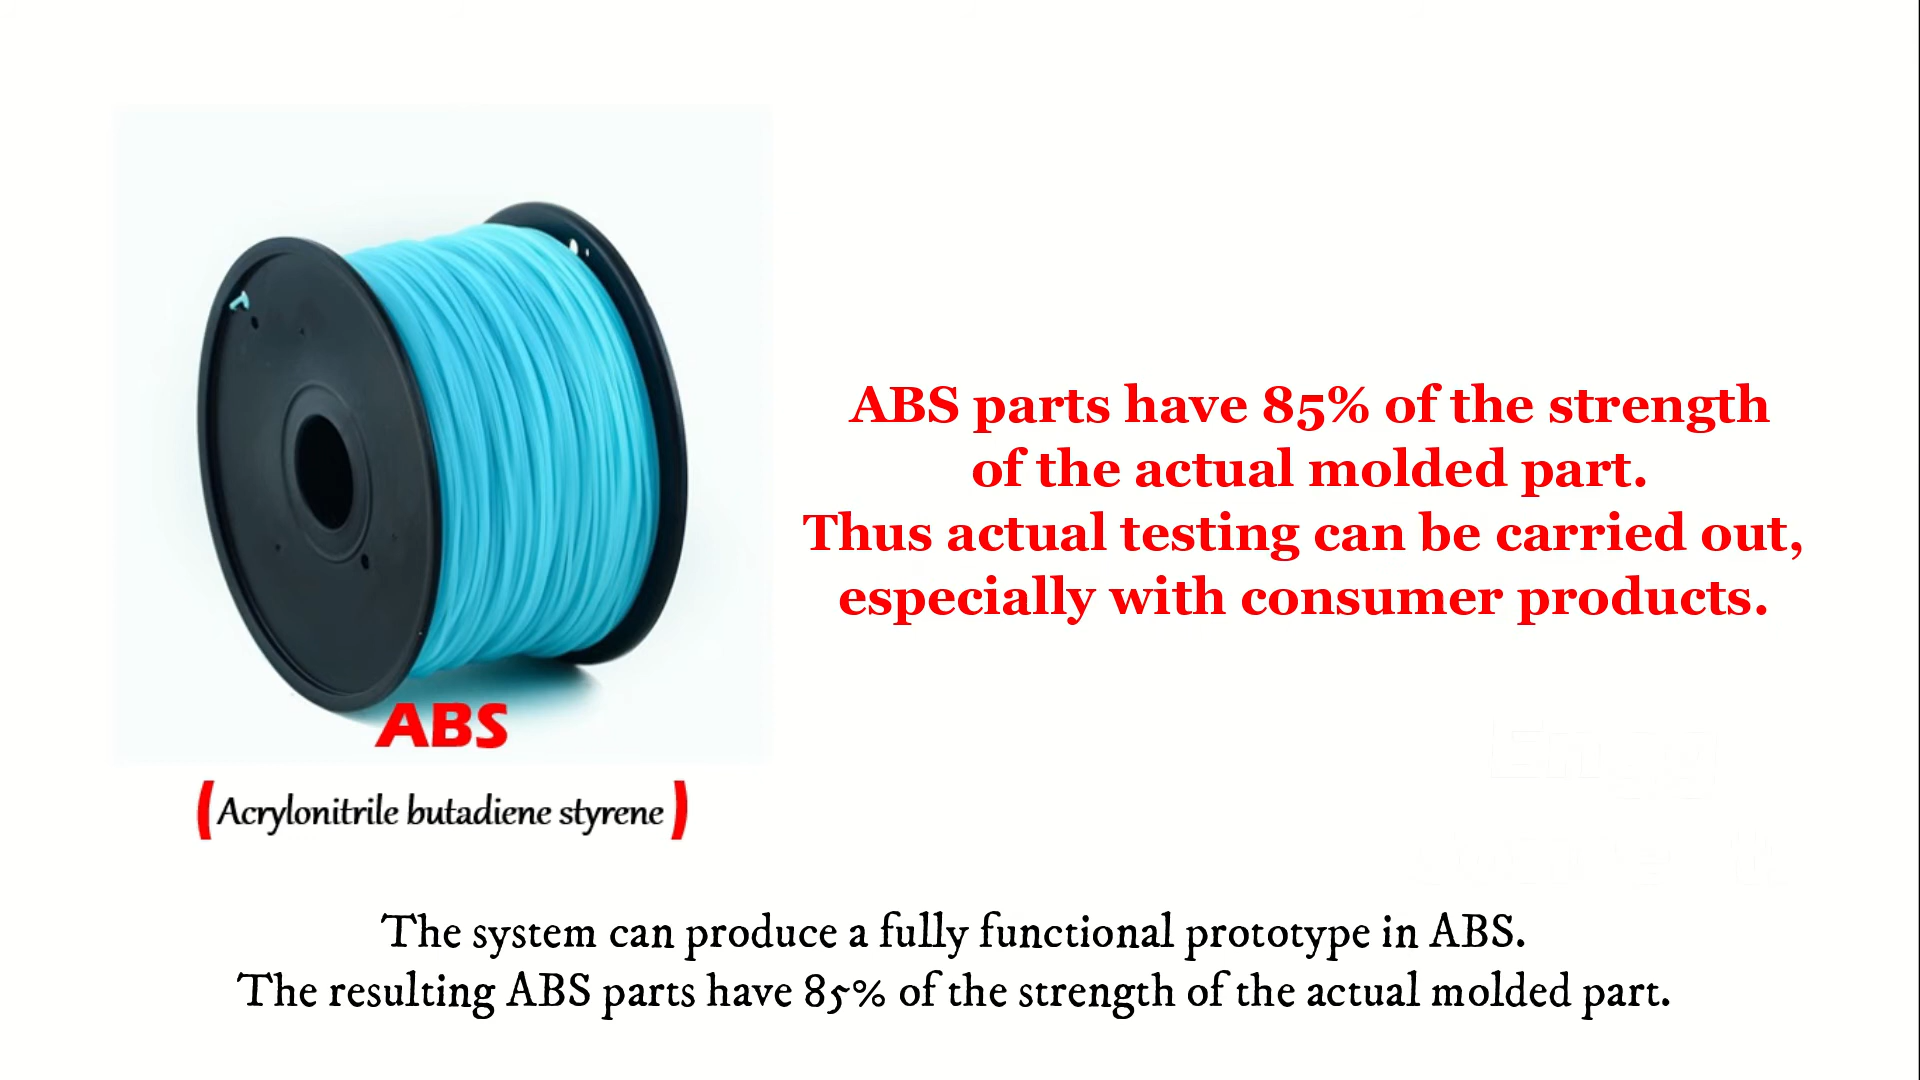 ABS parts have 85% of the strength
of the actual molded part.
Thus actual testing can be carried out,
especially with consumer products.
ABS
(Acrylonitrile butadiene styrene)
The system can produce a fully functional prototype in ABS.
The resulting ABS parts have 85% of the strength of the actual molded part.